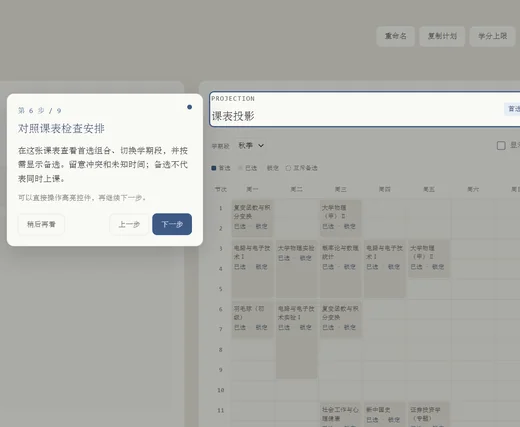 重命名 复制计划 学分上限
第 6 步 / 9
对照课表检查安排
在这张课表查看首选组合、切换学期段，并按
需显示备选。留意冲突和未知时间；备选不代
表同时上课。
可以直接操作高亮控件，再继续下一步。
稍后再看 上一步 下一步
PROJECTION
课表投影
首选
学期段 秋季
显
首选 已选 · 锁定 互斥备选
节次 周一 周二 周三 周四 周五 周六 周
1
复变函数与积
分变换
已选 · 锁定
大学物理
（甲）
已选 · 锁定
2
3
电路与电子技
术
已选 · 锁定
大学物理实验
已选 · 锁定
概率论与数理
统计
已选 · 锁定
电路与电子技
术
已选 · 锁定
大学物理
（甲）
已选 · 锁定
4
5
6
羽毛球（初
级）
已选 · 锁定
电路与电子技
术实验
已选 · 锁定
复变函数与积
分变换
已选 · 锁定
7
8
9
10
11
社会工作与心
理健康
已选 · 锁定
新中国史
已选 · 锁定
证券投资学
（专题）
已选 · 锁定